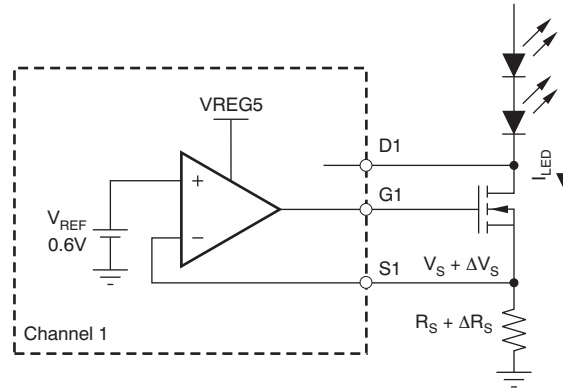 VREG5
D1
I_LED
+
G1
V_REF
0.6V
−
S1
V_S + ΔV_S
R_S + ΔR_S
Channel 1